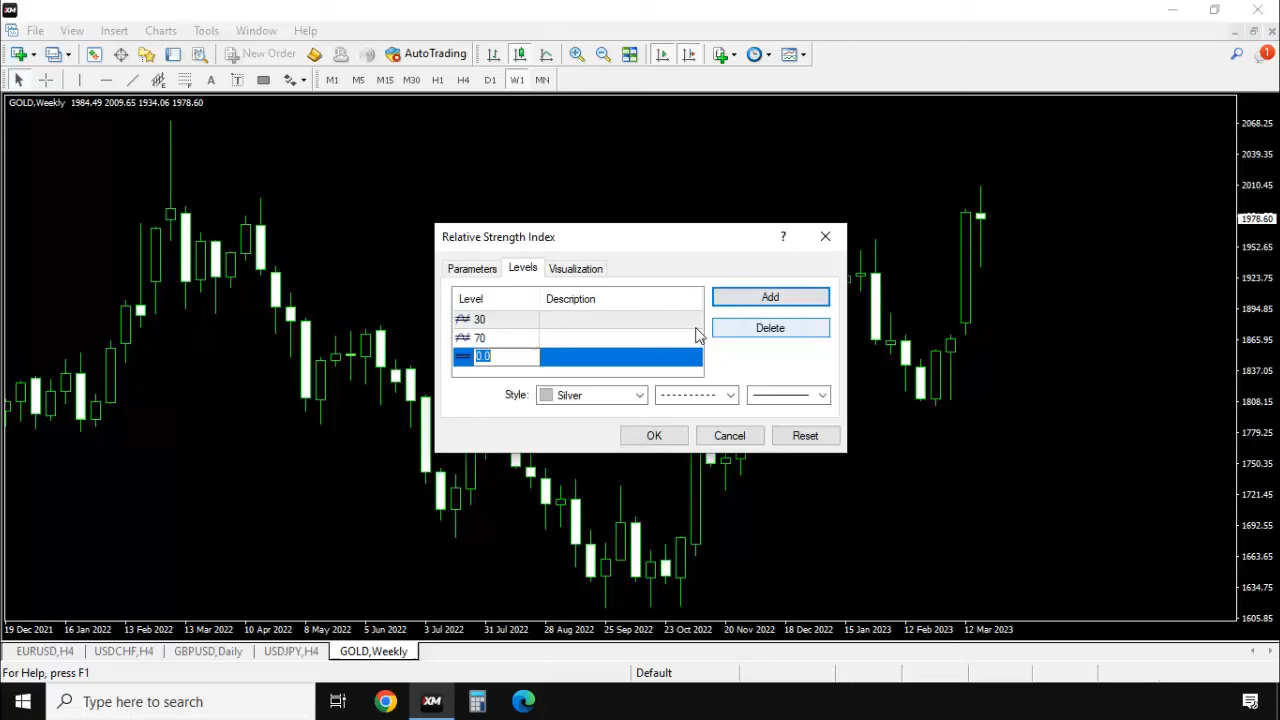 XM
File View Insert Charts Tools Window Help
New Order AutoTrading
1
A T M1 M5 M15 M30 H1 H4 D1 W1 MN
GOLD,Weekly 1984.49 2009.65 1934.06 1978.60
2068.25
2039.35
2010.45
1978.60
1952.65
1923.75
1894.85
1865.95
1837.05
1808.15
1779.25
1750.35
1721.45
1692.55
1663.65
1634.75
1605.85
Relative Strength Index ?
Parameters Levels Visualization
Level Description
Add
30
70
Delete
0.0
Style: Silver
OK Cancel Reset
19 Dec 2021 16 Jan 2022 13 Feb 2022 13 Mar 2022 10 Apr 2022 8 May 2022 5 Jun 2022 3 Jul 2022 31 Jul 2022 28 Aug 2022 25 Sep 2022 23 Oct 2022 20 Nov 2022 18 Dec 2022 15 Jan 2023 12 Feb 2023 12 Mar 2023
EURUSD,H4 USDCHF,H4 GBPUSD,Daily USDJPY,H4 GOLD,Weekly
For Help, press F1 Default
Type here to search XM